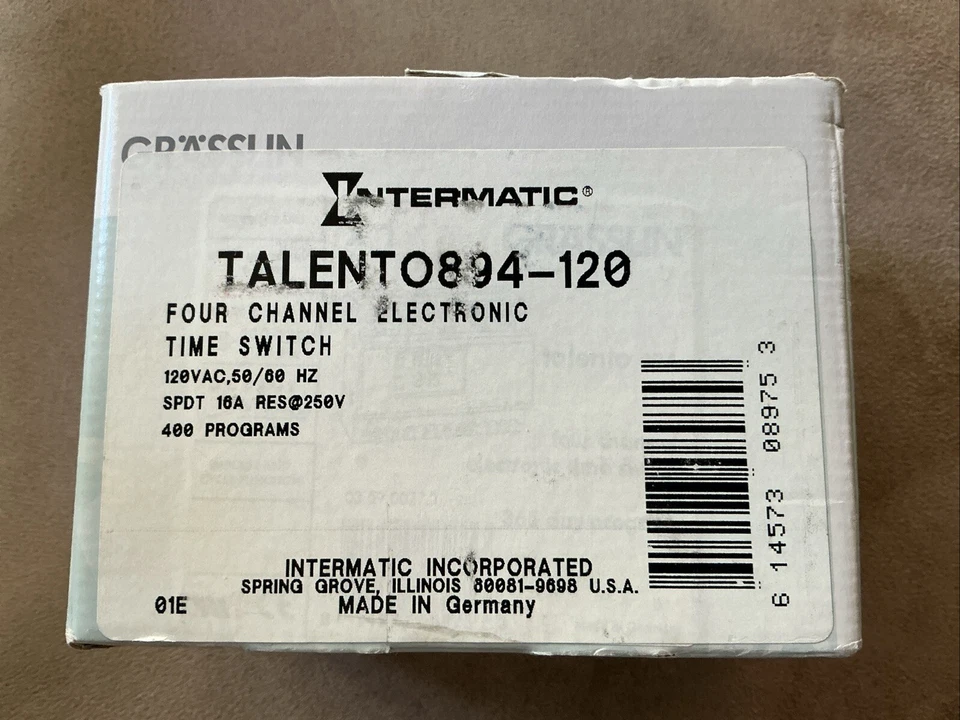 GRÄSSLIN
INTERMATIC®
TALENTO894-120
FOUR CHANNEL ELECTRONIC
TIME SWITCH
120VAC,50/60 HZ
SPDT 16A RES@250V
400 PROGRAMS
6 14573 08975 3
INTERMATIC INCORPORATED
SPRING GROVE, ILLINOIS 60081-9698 U.S.A.
01E MADE IN Germany